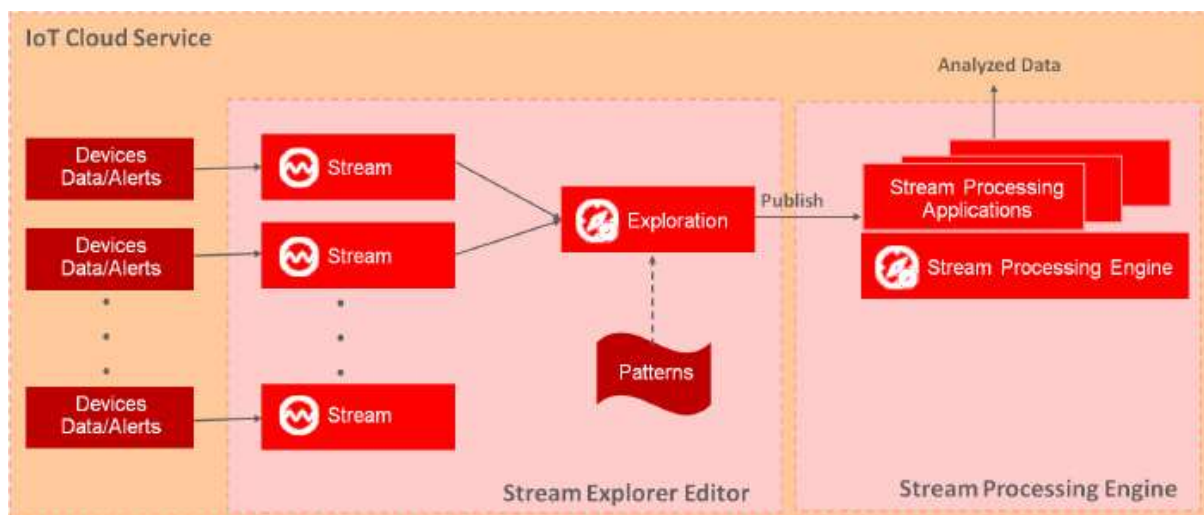 IoT Cloud Service
Analyzed Data
Devices
Data/Alerts
Stream
Devices
Data/Alerts
Stream
Exploration
Publish
Stream Processing
Applications
Stream Processing Engine
Patterns
Devices
Data/Alerts
Stream
Stream Explorer Editor
Stream Processing Engine